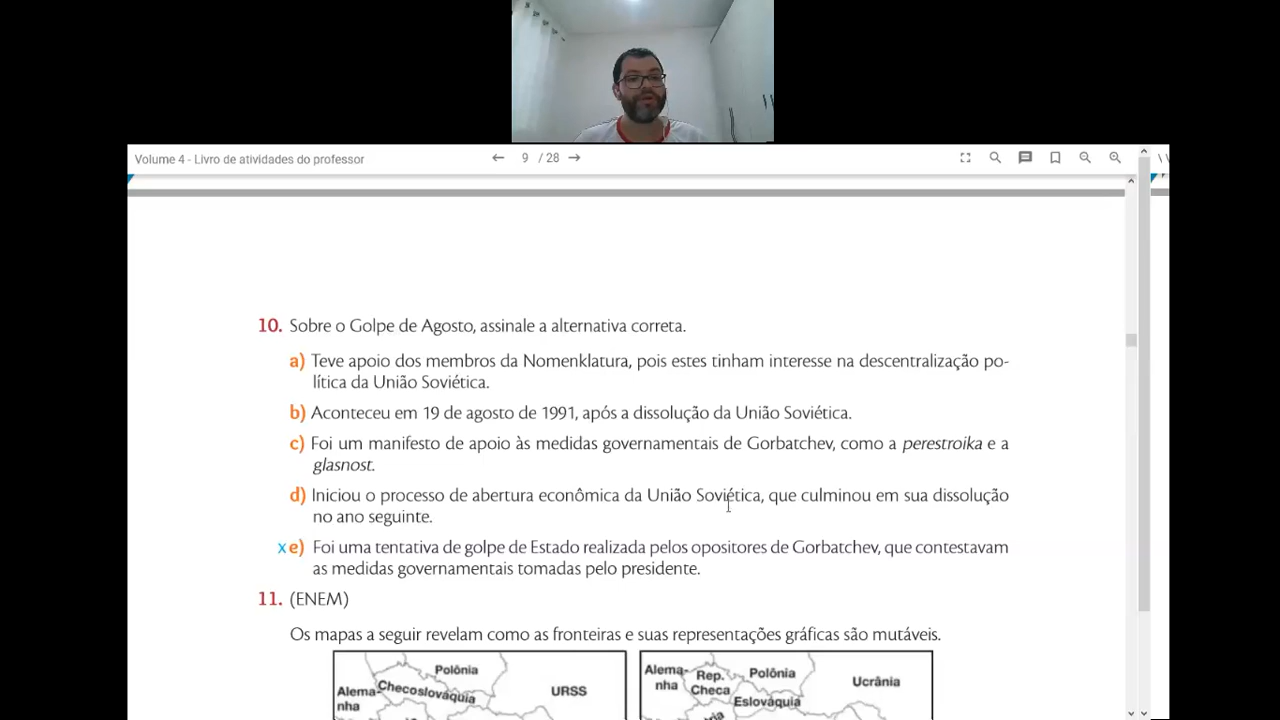 Volume 4 - Livro de atividades do professor
9 / 28
10. Sobre o Golpe de Agosto, assinale a alternativa correta.
a) Teve apoio dos membros da Nomenklatura, pois estes tinham interesse na descentralização po-
lítica da União Soviética.
b) Aconteceu em 19 de agosto de 1991, após a dissolução da União Soviética.
c) Foi um manifesto de apoio às medidas governamentais de Gorbatchev, como a perestroika e a
glasnost.
d) Iniciou o processo de abertura econômica da União Soviética, que culminou em sua dissolução
no ano seguinte.
x e) Foi uma tentativa de golpe de Estado realizada pelos opositores de Gorbatchev, que contestavam
as medidas governamentais tomadas pelo presidente.
11. (ENEM)
Os mapas a seguir revelam como as fronteiras e suas representações gráficas são mutáveis.
Polônia
Checoslováquia
URSS
Alema-
nha
Alema-
nha
Rep.
Checa
Polônia
Ucrânia
Eslováquia